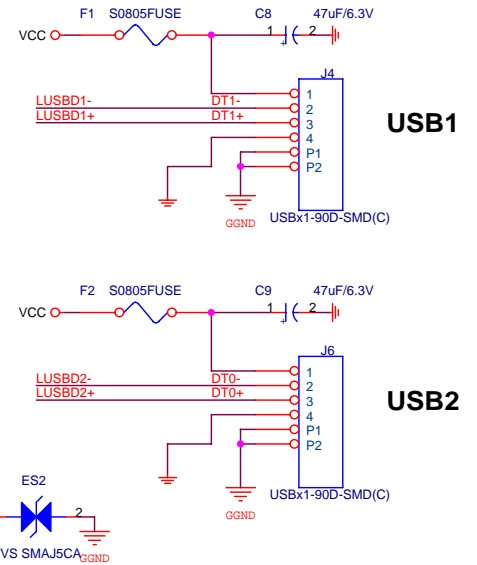 F1 S0805FUSE C8 47uF/6.3V
VCC 1 2
+
J4
1
LUSBD1- DT1- 2
LUSBD1+ DT1+ 3
4
P1
P2
USB1
GGND USBx1-90D-SMD(C)
F2 S0805FUSE C9 47uF/6.3V
VCC 1 2
+
J6
1
LUSBD2- DT0- 2
LUSBD2+ DT0+ 3
4
P1
P2
USB2
GGND USBx1-90D-SMD(C)
ES2
2
VS SMAJ5CA GGND